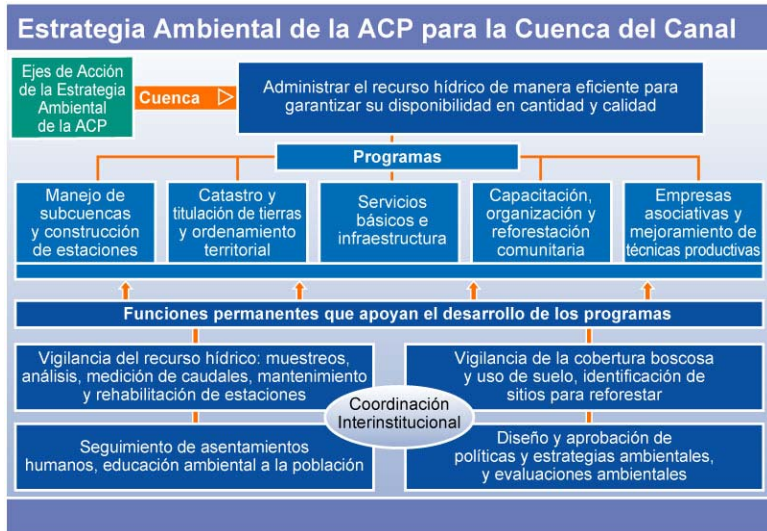 Estrategia Ambiental de la ACP para la Cuenca del Canal
Ejes de Acción
de la Estrategia
Ambiental
de la ACP
Cuenca
Administrar el recurso hídrico de manera eficiente para
garantizar su disponibilidad en cantidad y calidad
Programas
Manejo de
subcuencas
y construcción
de estaciones
Catastro y
titulación de tierras
y ordenamiento
territorial
Servicios
básicos e
infraestructura
Capacitación,
organización y
reforestación
comunitaria
Empresas
asociativas y
mejoramiento de
técnicas productivas
Funciones permanentes que apoyan el desarrollo de los programas
Vigilancia del recurso hídrico: muestreos,
análisis, medición de caudales, mantenimiento
y rehabilitación de estaciones
Vigilancia de la cobertura boscosa
y uso de suelo, identificación de
sitios para reforestar
Coordinación
Interinstitucional
Seguimiento de asentamientos
humanos, educación ambiental a la población
Diseño y aprobación de
políticas y estrategias ambientales,
y evaluaciones ambientales